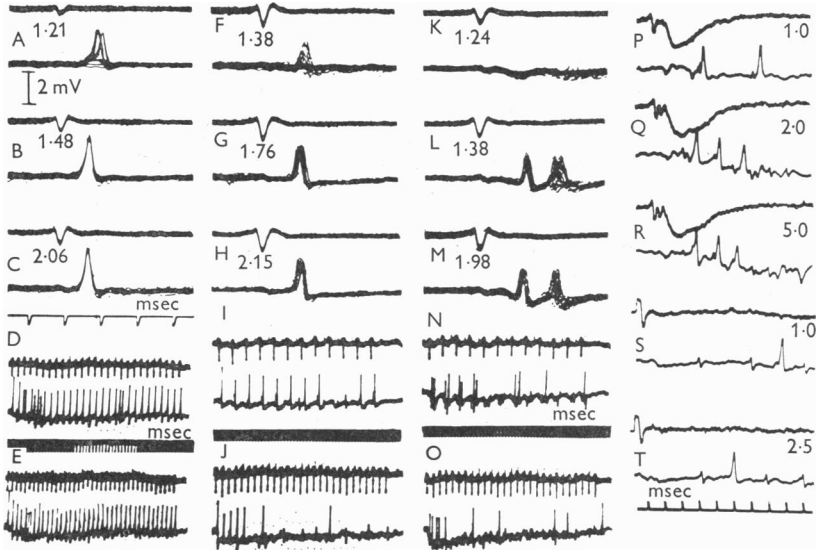 A
1·21
2 mV
B
1·48
C
2·06
msec
D
msec
E
F
1·38
G
1·76
H
2·15
I
J
K
1·24
L
1·38
M
1·98
N
msec
O
P
1·0
Q
2·0
R
5·0
S
1·0
T
2·5
msec